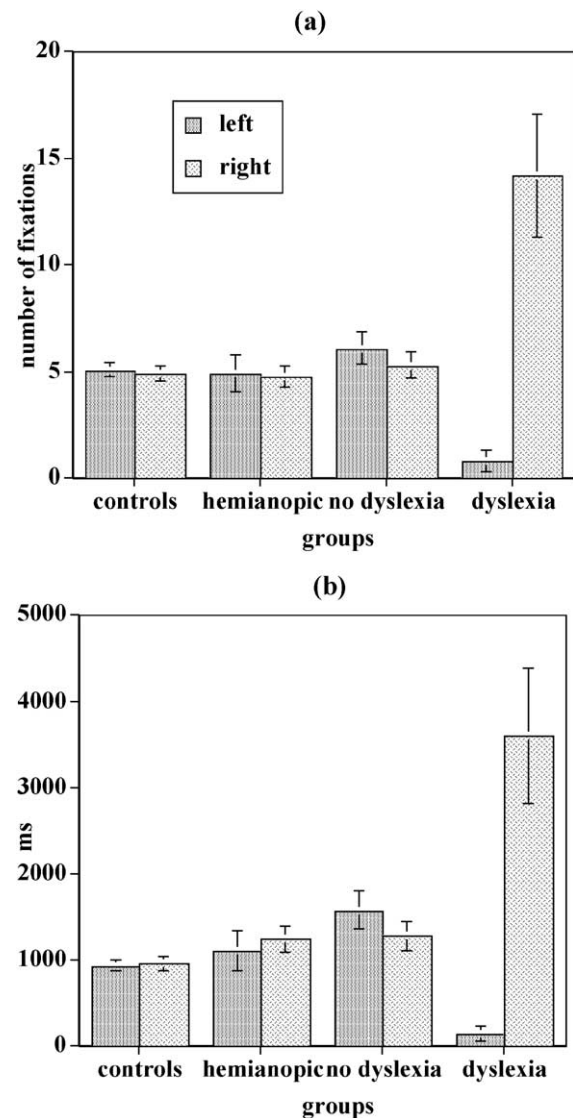 (a)
20
15
10
5
0
number of fixations
left
right
controls hemianopic no dyslexia dyslexia
groups
(b)
5000
4000
3000
2000
1000
0
ms
controls hemianopic no dyslexia dyslexia
groups